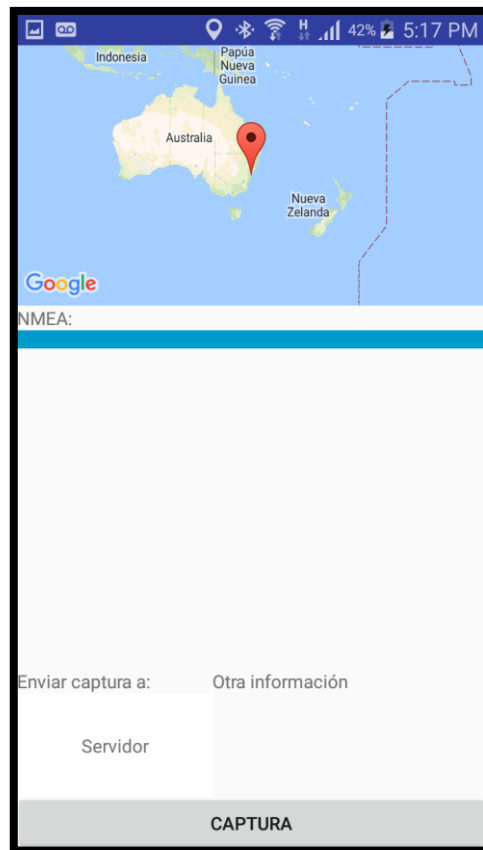 H 42% 5:17 PM
Indonesia
Papúa
Nueva
Guinea
Australia
Nueva
Zelanda
Google
NMEA:
Enviar captura a: Otra información
Servidor
CAPTURA